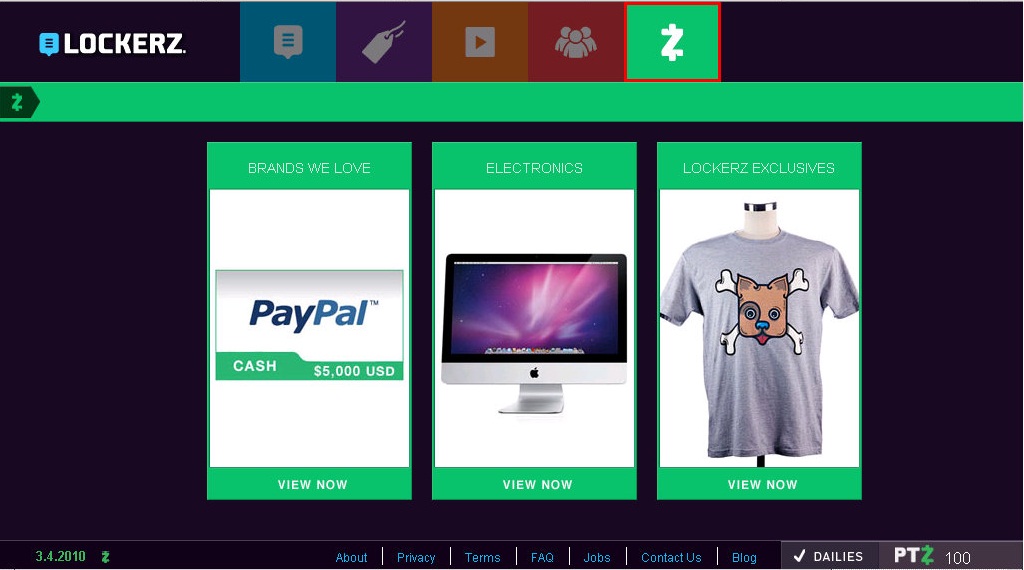 LOCKERZ.
BRANDS WE LOVE
ELECTRONICS
LOCKERZ EXCLUSIVES
PayPal™
CASH
$5,000 USD
VIEW NOW
VIEW NOW
VIEW NOW
3.4.2010
About | Privacy | Terms | FAQ | Jobs | Contact Us | Blog
✓ DAILIES
PTZ 100